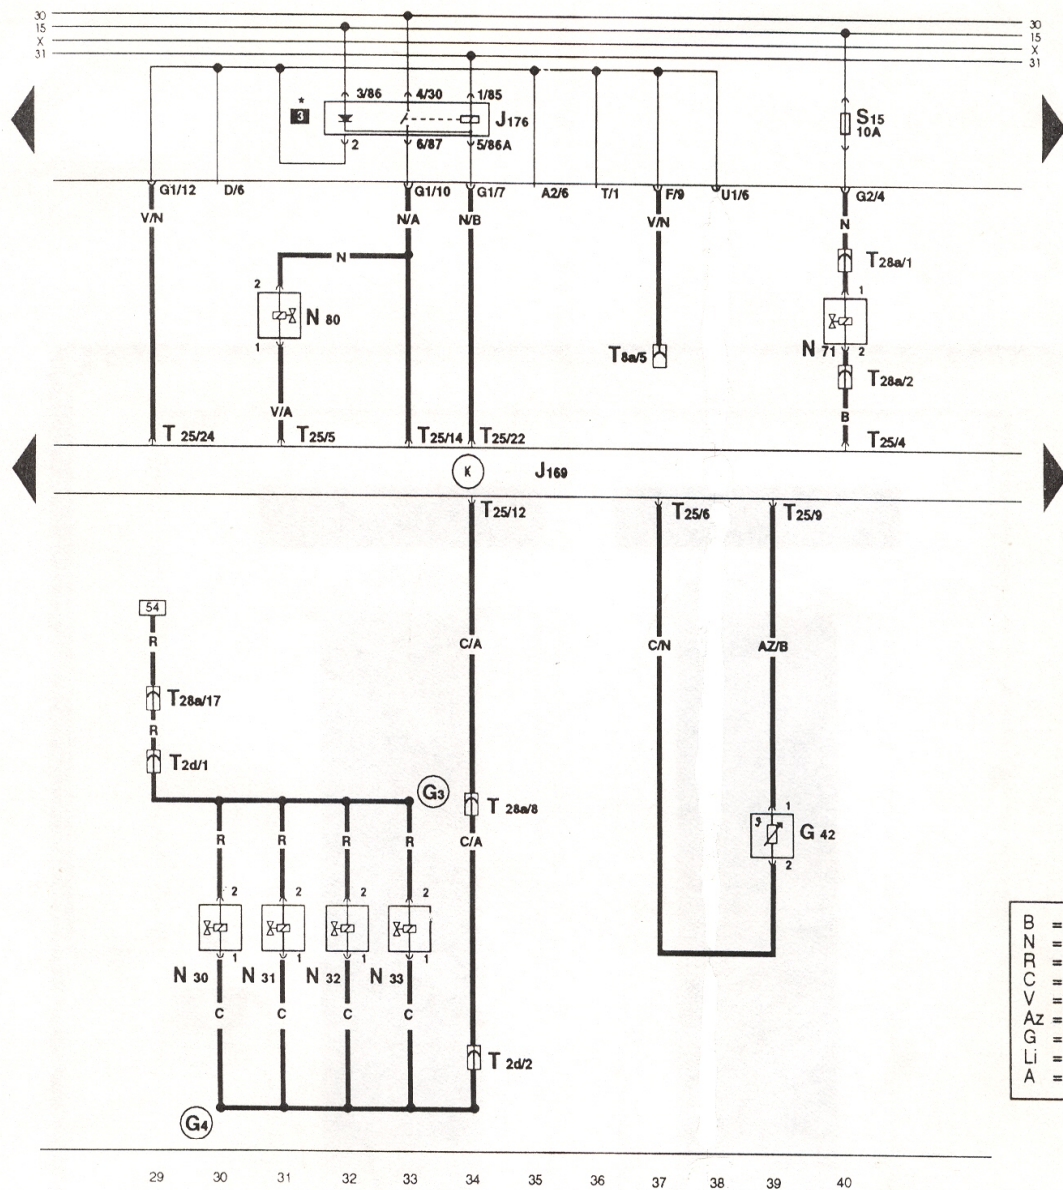 30 30
15 15
X X
31 31
3/86 4/30 1/85
*
3 J176 S15
10A
2 6/87 5/86A
G1/12 D/6 G1/10 G1/7 A2/6 T/1 F/9 U1/6 G2/4
V/N N/A N/B V/N N
N T28a/1
2 1
N 80
N 71 2
1 T8a/5
T28a/2
V/A B
T 25/24 T25/5 T25/14 T25/22 T25/4
K J169
T25/12 T25/6 T25/9
54
R C/A C/N AZ/B
T28a/17
R
T2d/1
G3 T 28a/8
1
3 G 42
R R R R C/A
2
2 2 2 2
1 1 1 1
N 30 N 31 N 32 N 33
C C C C
B =
N =
R =
C =
V =
Az =
G =
Li =
A =
T 2d/2
G4
29 30 31 32 33 34 35 36 37 38 39 40